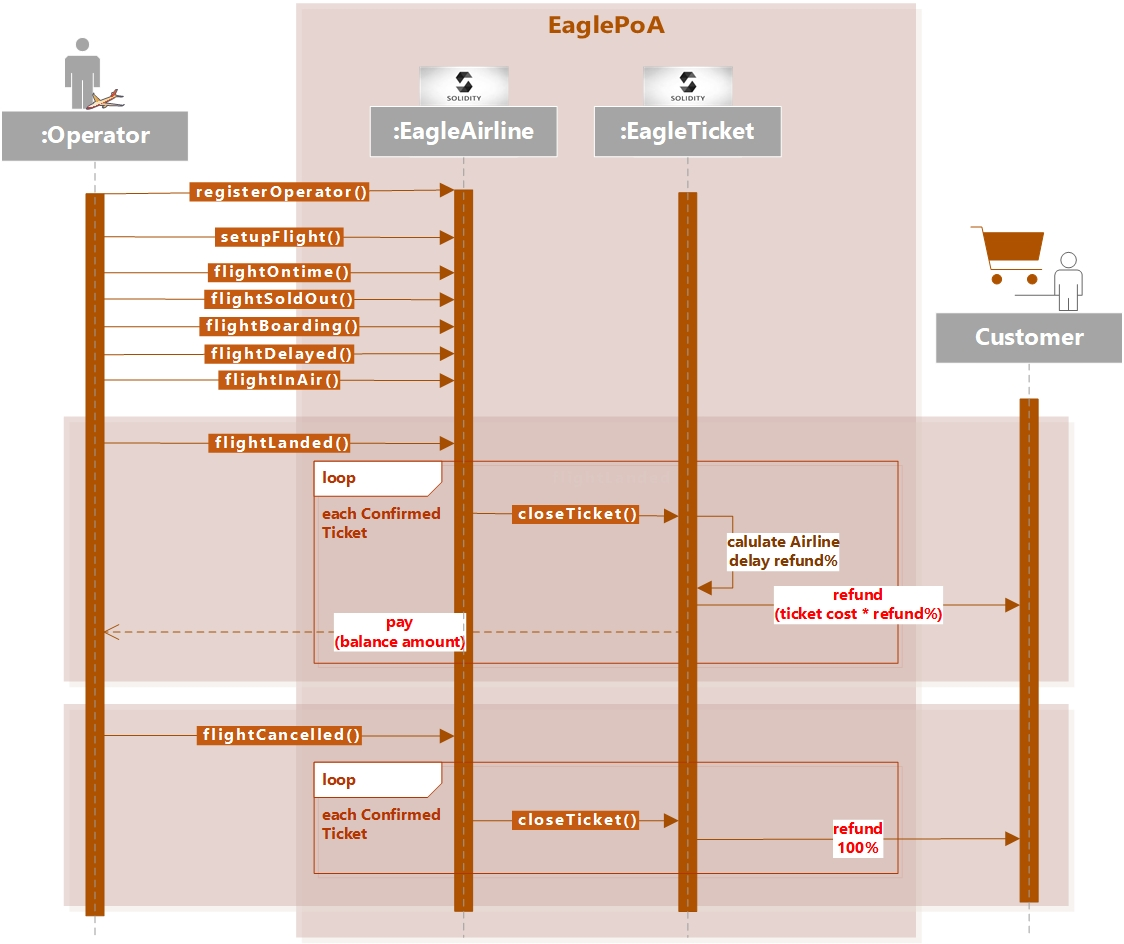 EaglePoA
SOLIDITY
SOLIDITY
:Operator
:EagleAirline
:EagleTicket
registerOperator()
setupFlight()
flightOntime()
flightSoldOut()
flightBoarding()
flightDelayed()
flightInAir()
Customer
flightLanded()
loop
each Confirmed
Ticket
closeTicket()
calulate Airline
delay refund%
refund
(ticket cost * refund%)
pay
(balance amount)
flightCancelled()
loop
each Confirmed
Ticket
closeTicket()
refund
100%